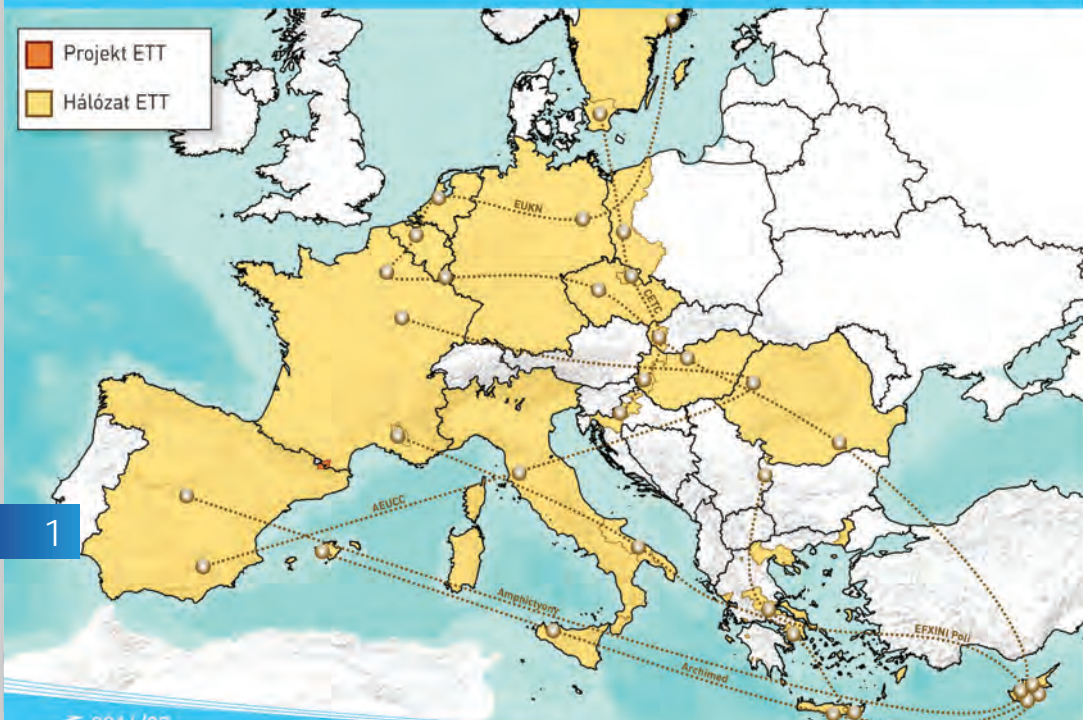 Projekt ETT
Hálózat ETT
EUKN
CETC
AEUCC
1
Amphictyony
EFXINI Poli
Archimed